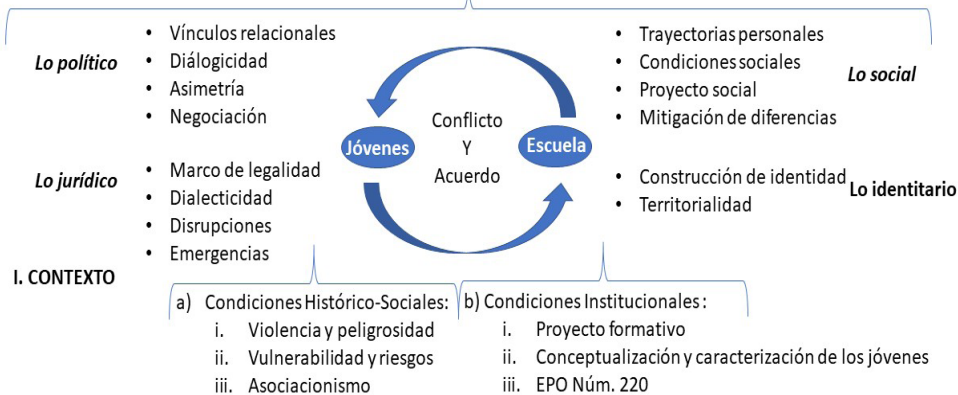 Lo político
• Vínculos relacionales
• Diálogicidad
• Asimetría
• Negociación
Lo jurídico
• Marco de legalidad
• Dialecticidad
• Disrupciones
• Emergencias
Jóvenes
Conflicto
Y
Acuerdo
Escuela
• Trayectorias personales
• Condiciones sociales
• Proyecto social
• Mitigación de diferencias
Lo social
• Construcción de identidad
• Territorialidad
Lo identitario
I. CONTEXTO
a) Condiciones Histórico-Sociales:
i. Violencia y peligrosidad
ii. Vulnerabilidad y riesgos
iii. Asociacionismo
b) Condiciones Institucionales :
i. Proyecto formativo
ii. Conceptualización y caracterización de los jóvenes
iii. EPO Núm. 220